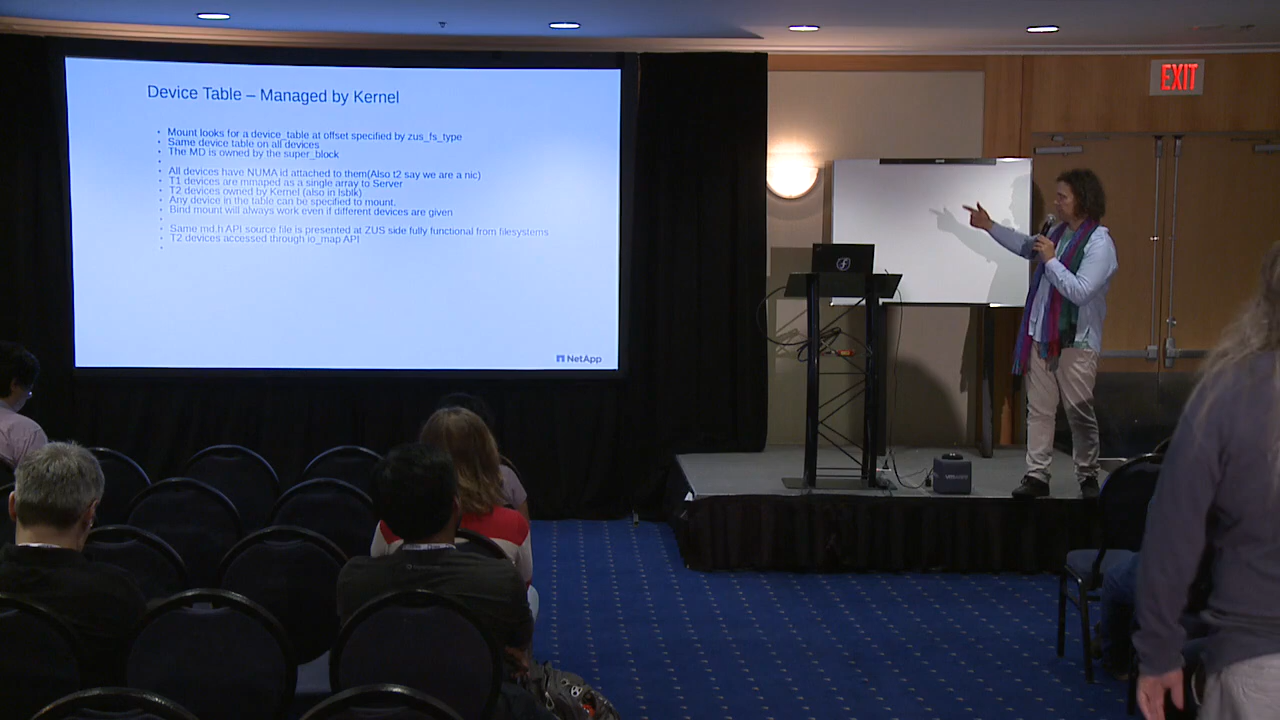 Device Table – Managed by Kernel
Mount looks for a device_table at offset specified by zus_fs_type
Same device table on all devices
The MD is owned by the super_block
All devices have NUMA id attached to them(Also t2 say we are a nic)
T1 devices are mmaped as a single array to Server
T2 devices owned by Kernel (also in lsblk)
Any device in the table can be specified to mount.
Bind mount will always work even if different devices are given
Same md.h API source file is presented at ZUS side fully functional from filesystems
T2 devices accessed through io_map API
NetApp
EXIT